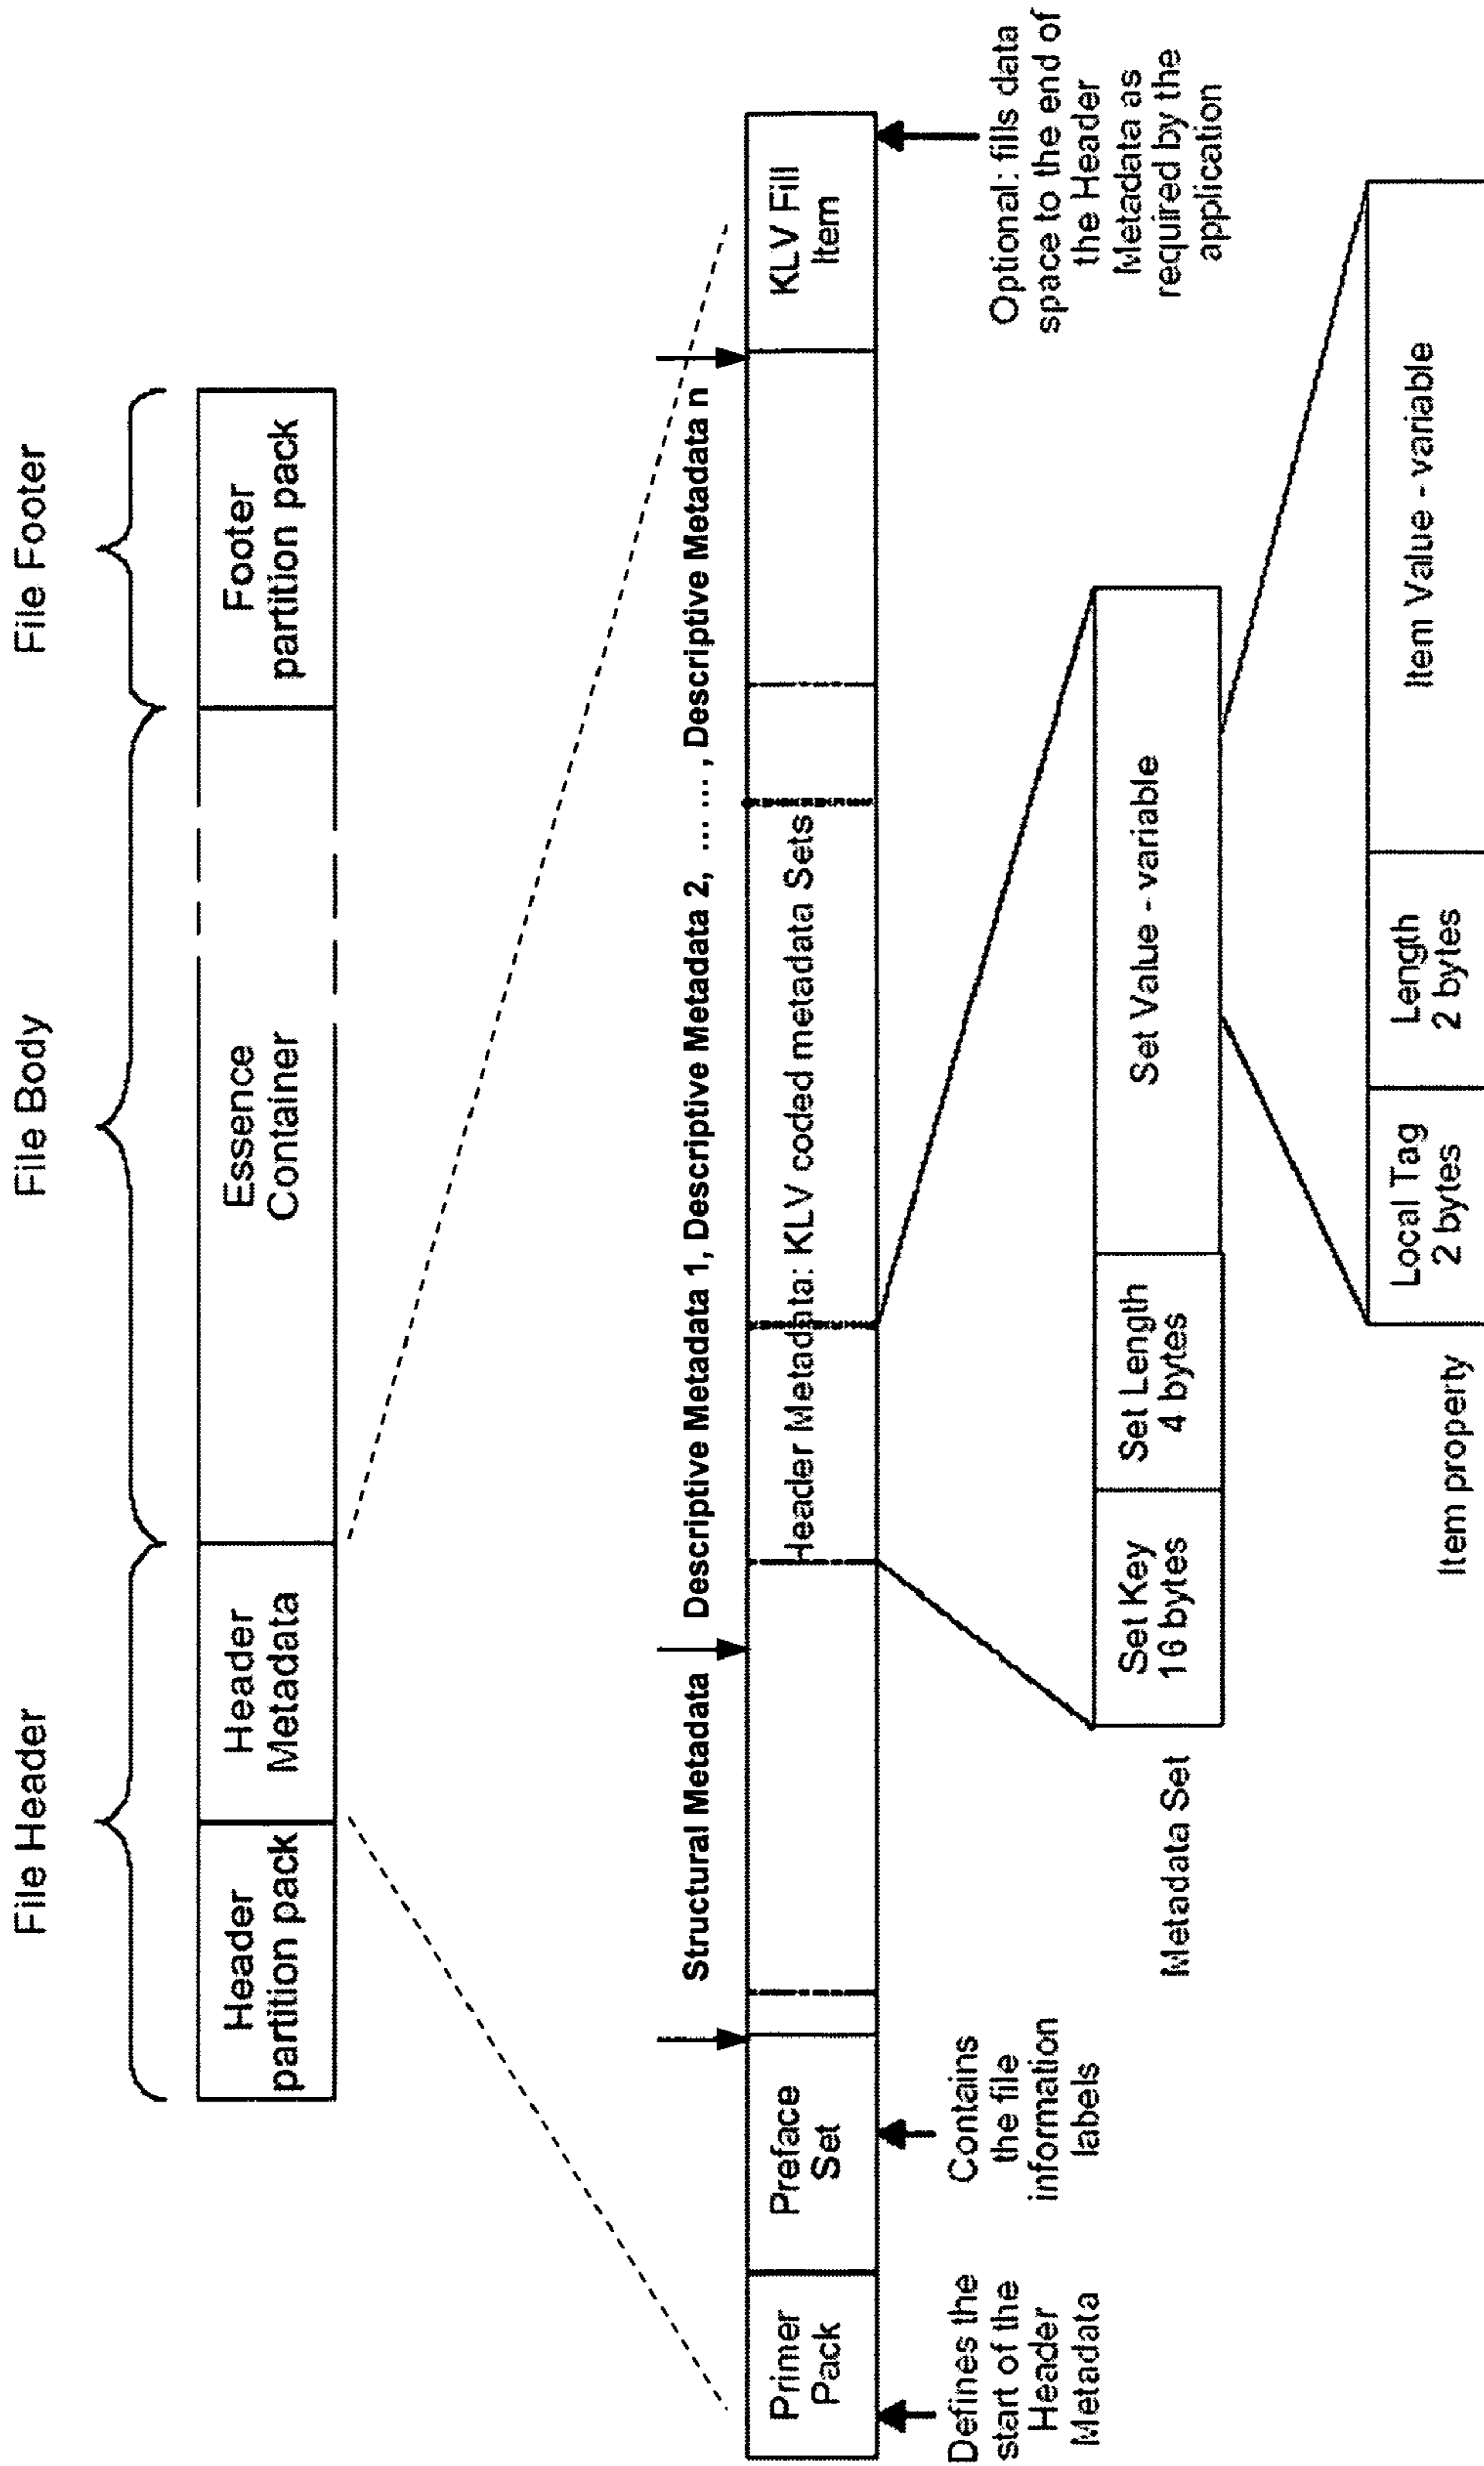 File Header
File Body
File Footer
Header
partition pack
Header
Metadata
Essence
Container
Footer
partition pack
Structural Metadata
Descriptive Metadata 1, Descriptive Metadata 2, ... ... , Descriptive Metadata n
Primer
Pack
Preface
Set
Header Metadata: KLV coded metadata Sets
KLV Fill
Item
Defines the
start of the
Header
Metadata
Contains
the file
information
labels
Optional: fills data
space to the end of
the Header
Metadata as
required by the
application
Metadata Set
Set Key
16 bytes
Set Length
4 bytes
Set Value - variable
Item property
Local Tag
2 bytes
Length
2 bytes
Item Value - variable